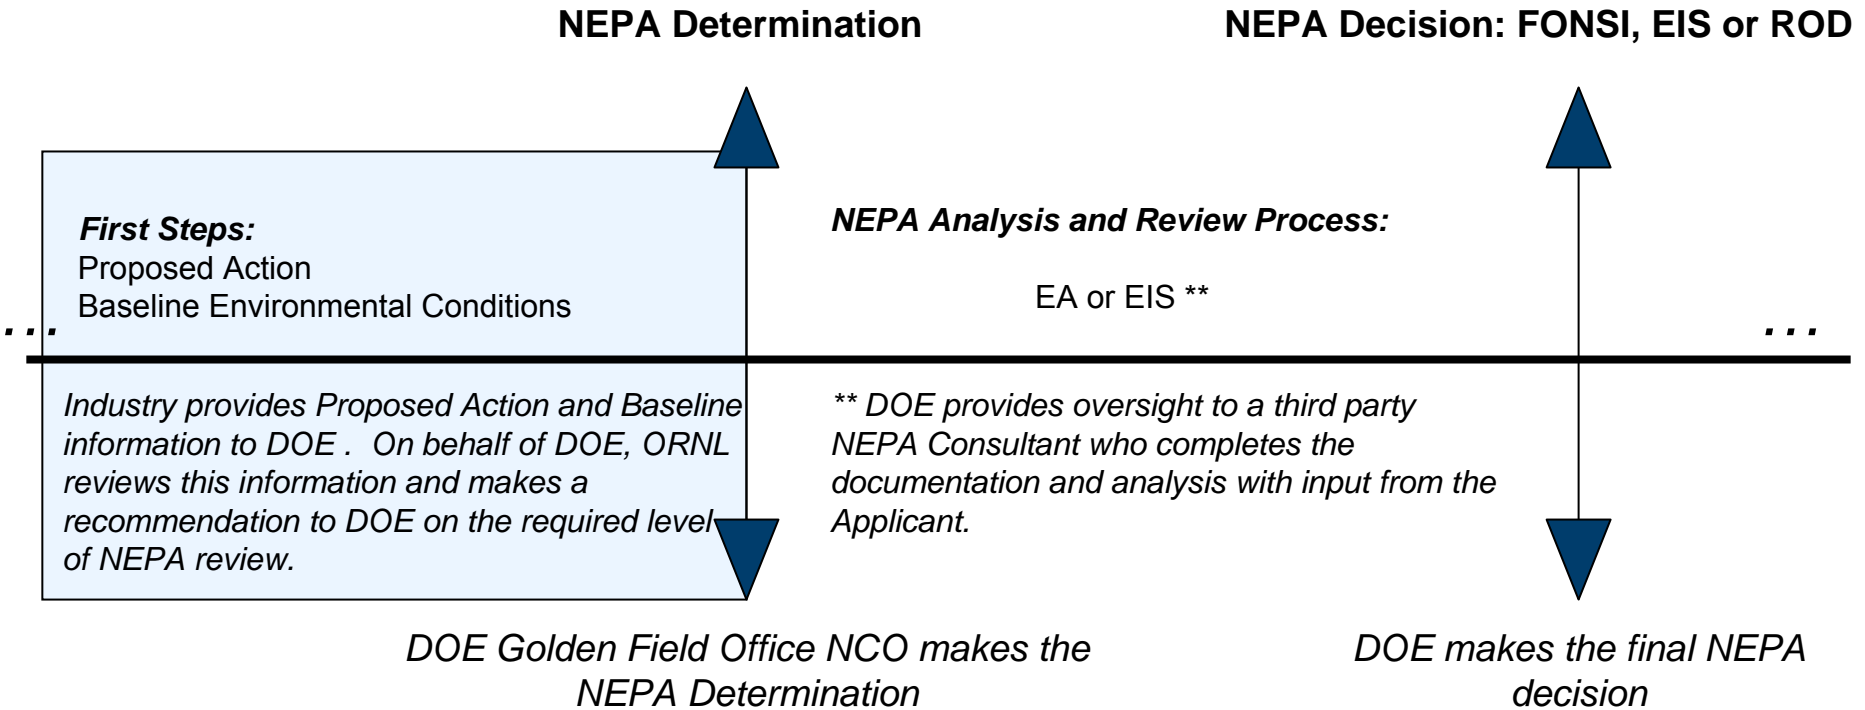 NEPA Determination
NEPA Decision: FONSI, EIS or ROD
First Steps:
Proposed Action
Baseline Environmental Conditions
NEPA Analysis and Review Process:
EA or EIS **
...
...
Industry provides Proposed Action and Baseline
information to DOE . On behalf of DOE, ORNL
reviews this information and makes a
recommendation to DOE on the required level
of NEPA review.
** DOE provides oversight to a third party
NEPA Consultant who completes the
documentation and analysis with input from the
Applicant.
DOE Golden Field Office NCO makes the
NEPA Determination
DOE makes the final NEPA
decision